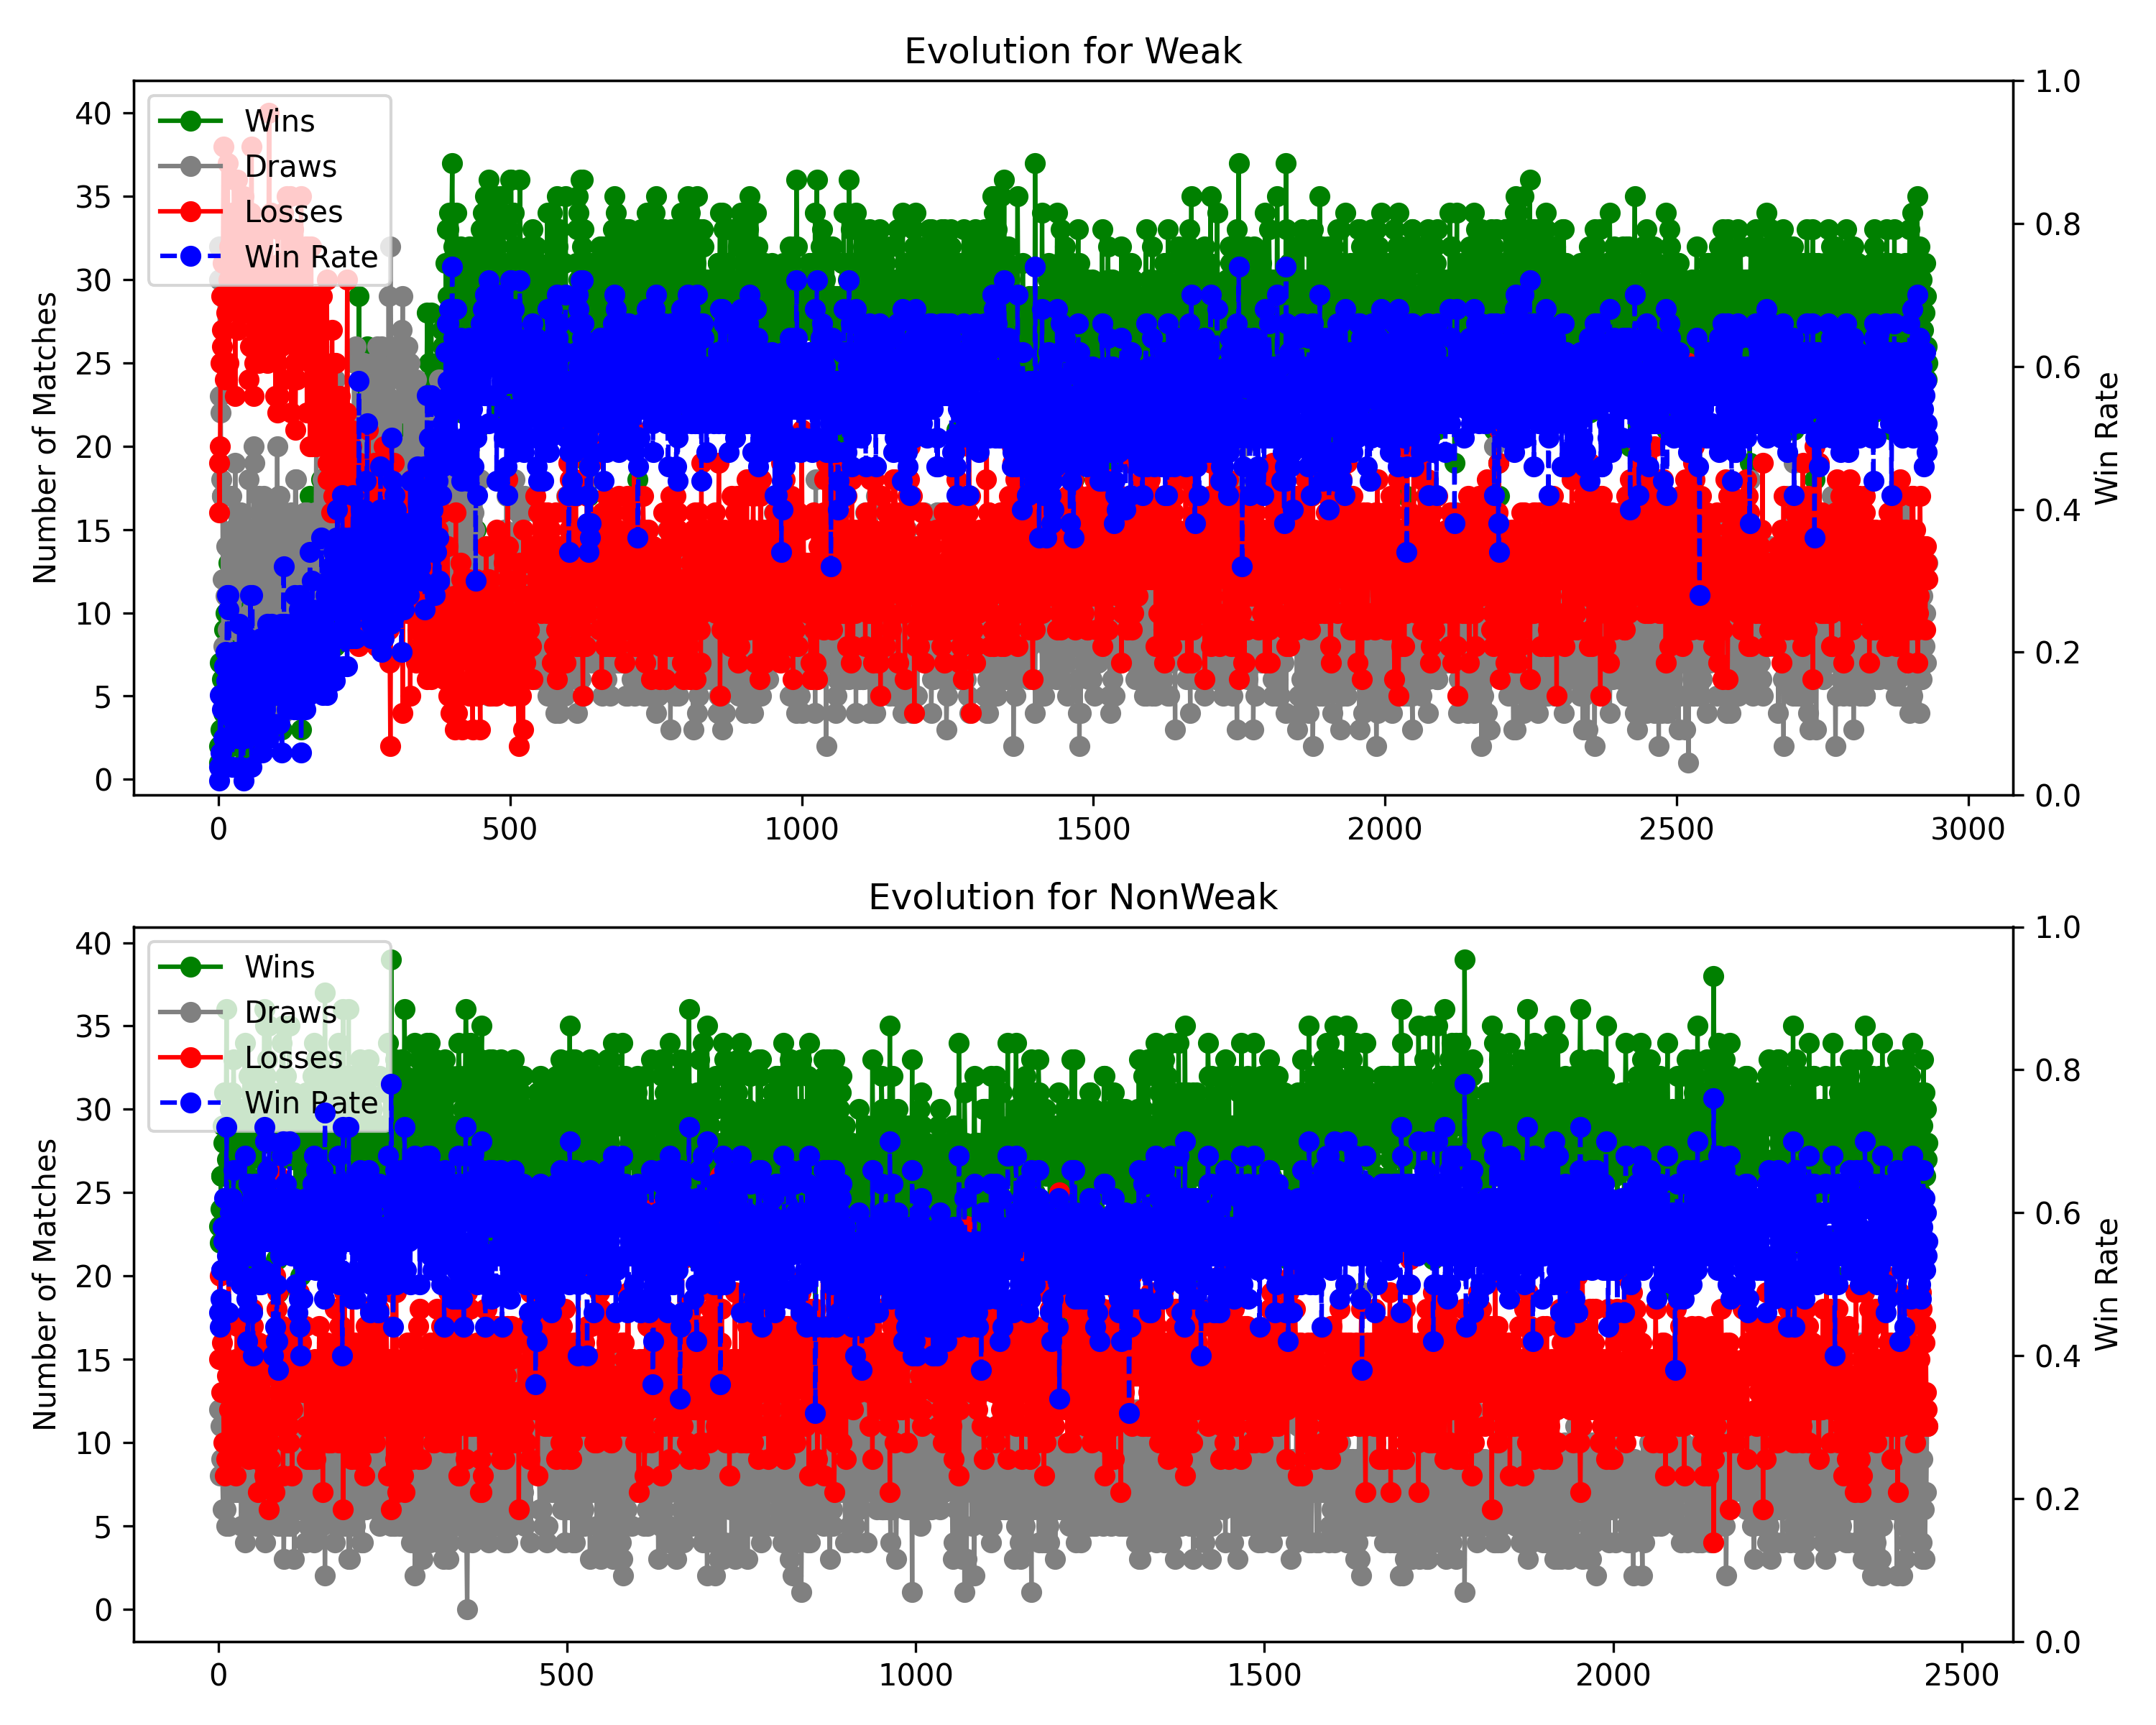 Evolution for Weak
Wins
Draws
Losses
Win Rate
40
35
30
25
20
15
10
5
0
Number of Matches
1.0
0.8
0.6
0.4
0.2
0.0
Win Rate
0 500 1000 1500 2000 2500 3000
Evolution for NonWeak
Wins
Draws
Losses
Win Rate
40
35
30
25
20
15
10
5
0
Number of Matches
1.0
0.8
0.6
0.4
0.2
0.0
Win Rate
0 500 1000 1500 2000 2500